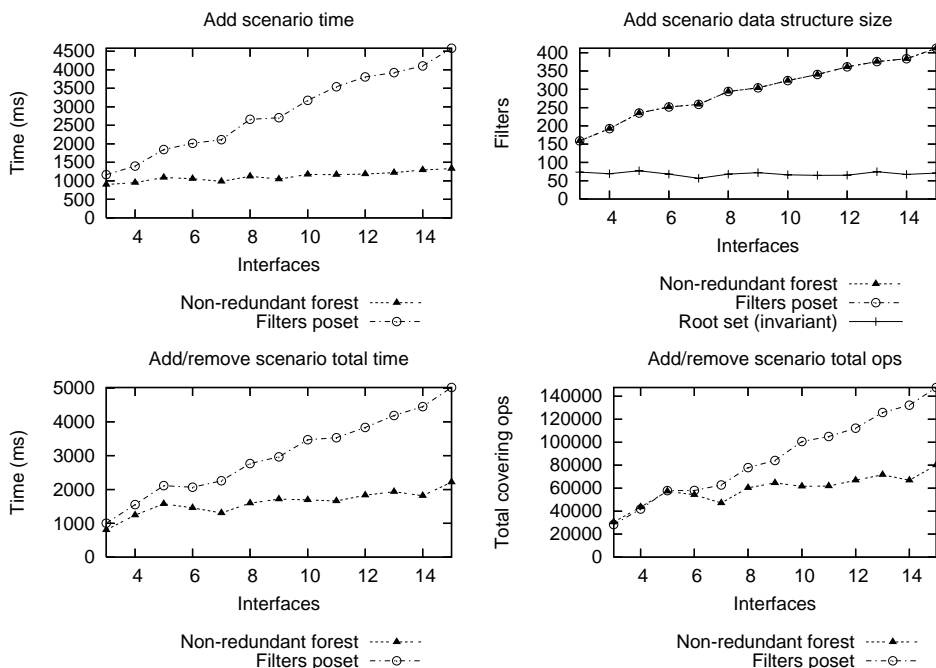 Add scenario time
4500
4000
3500
3000
2500
2000
1500
1000
500
0
Time (ms)
4 6 8 10 12 14
Interfaces
Non-redundant forest
Filters poset
Add scenario data structure size
400
350
300
250
200
150
100
50
0
Filters
4 6 8 10 12 14
Interfaces
Non-redundant forest
Filters poset
Root set (invariant)
Add/remove scenario total time
5000
4000
3000
2000
1000
0
Time (ms)
4 6 8 10 12 14
Interfaces
Non-redundant forest
Filters poset
Add/remove scenario total ops
140000
120000
100000
80000
60000
40000
20000
0
Total covering ops
4 6 8 10 12 14
Interfaces
Non-redundant forest
Filters poset